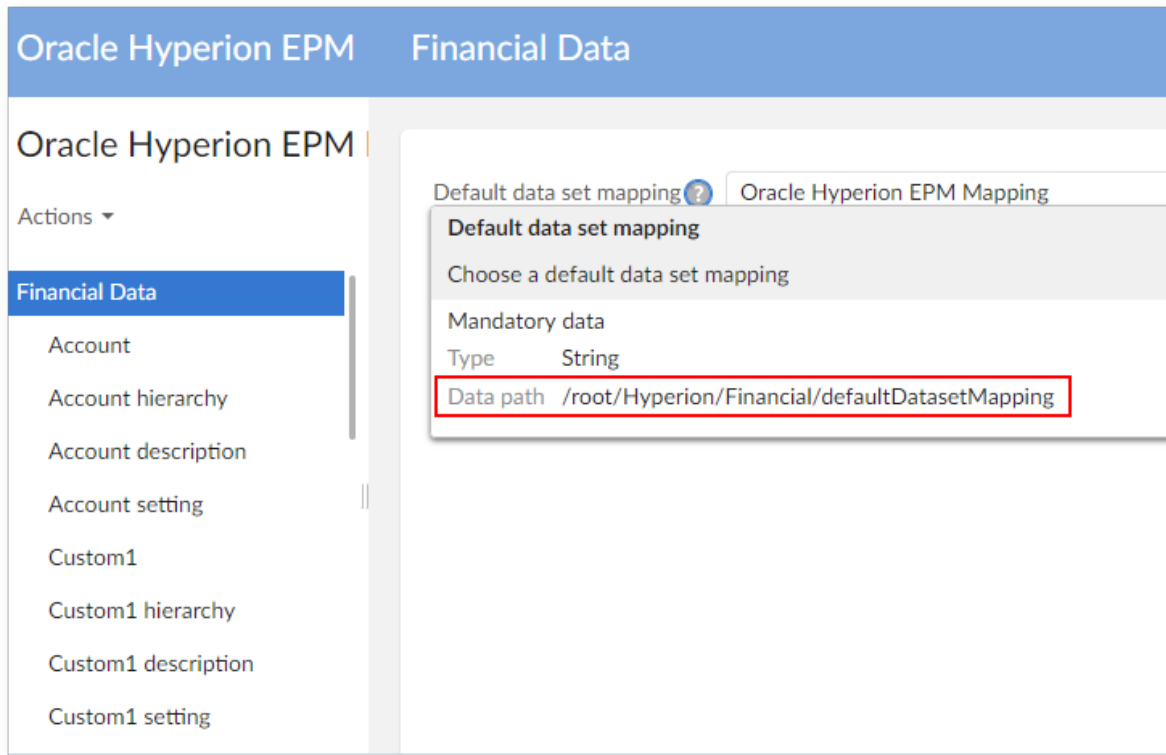 Oracle Hyperion EPM
Financial Data
Oracle Hyperion EPM
Actions
Financial Data
Account
Account hierarchy
Account description
Account setting
Custom1
Custom1 hierarchy
Custom1 description
Custom1 setting
Default data set mapping ? Oracle Hyperion EPM Mapping
Default data set mapping
Choose a default data set mapping
Mandatory data
Type String
Data path /root/Hyperion/Financial/defaultDatasetMapping